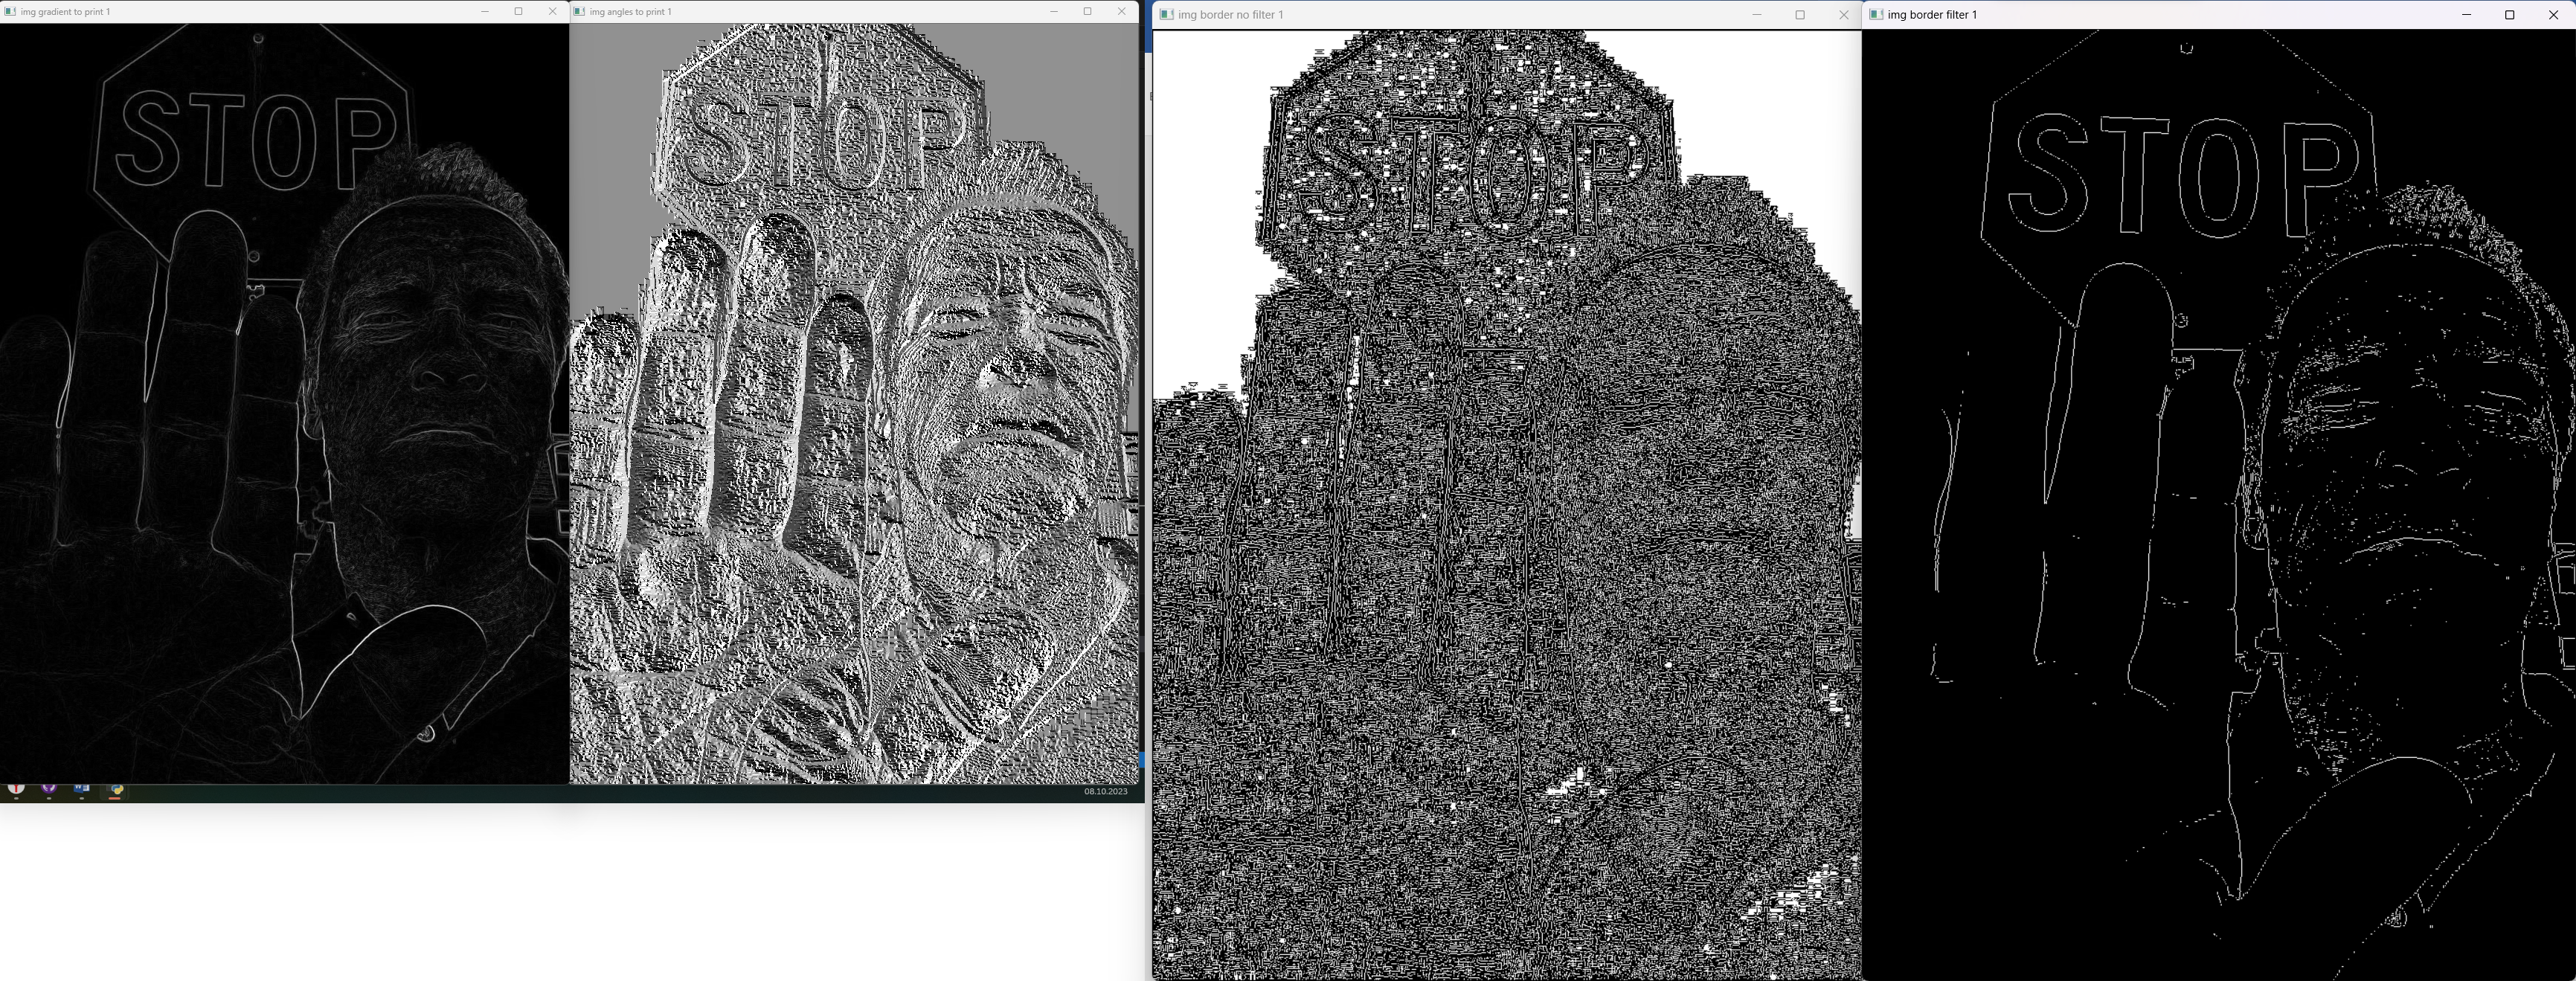 img gradient to print 1
img angles to print 1
img border no filter 1
img border filter 1
STOP
STOP
STOP
STOP
08.10.2023